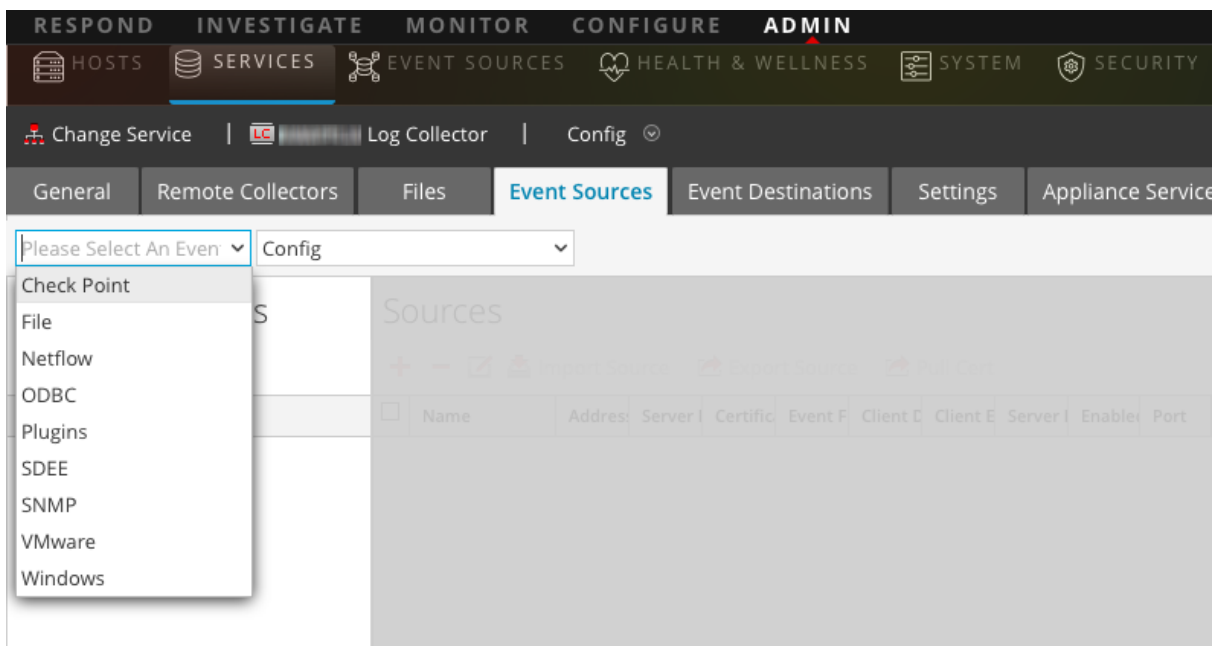 RESPOND INVESTIGATE MONITOR CONFIGURE ADMIN
HOSTS SERVICES EVENT SOURCES HEALTH & WELLNESS SYSTEM SECURITY
Change Service | LC Log Collector | Config
General Remote Collectors Files Event Sources Event Destinations Settings Appliance Service
Please Select An Even Config
Check Point
s Sources
File
Netflow
Import Source Export Source Poll Cert
ODBC
Name Address Server Certific Event F Client D Client E Server Enabled Port
Plugins
SDEE
SNMP
VMware
Windows